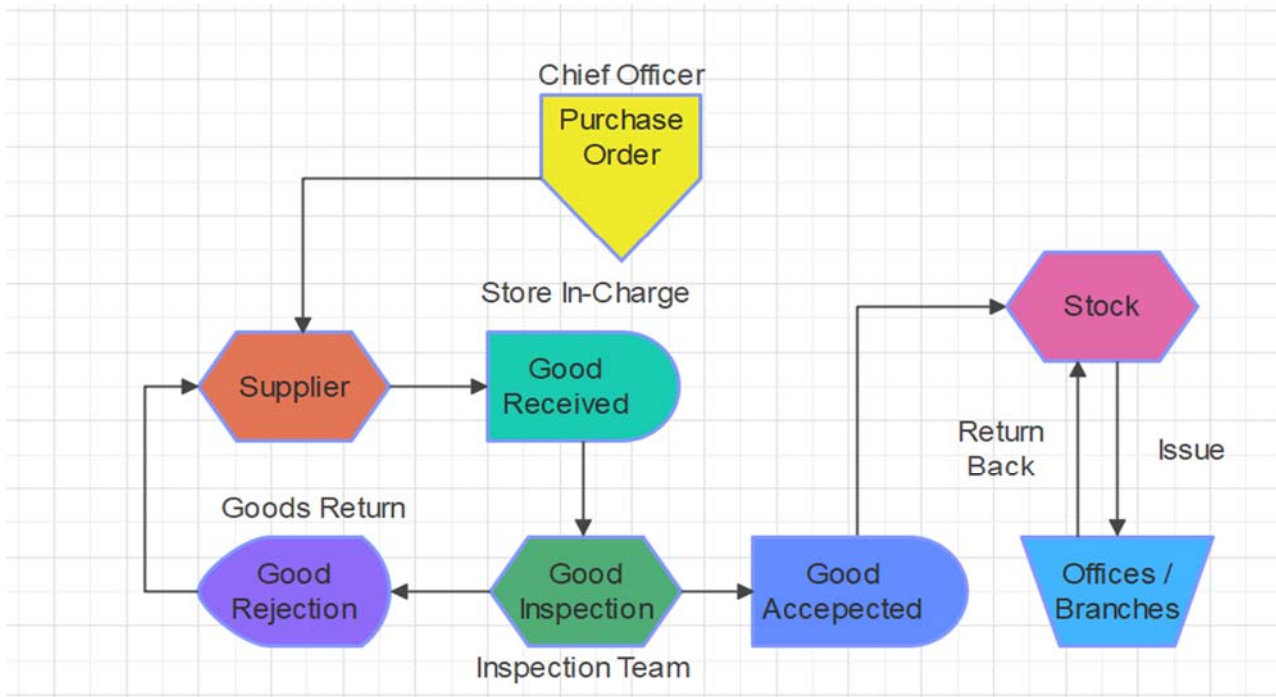 Chief Officer
Purchase
Order
Store In-Charge
Stock
Supplier
Good
Received
Return
Back
Issue
Goods Return
Good
Rejection
Good
Inspection
Good
Accepected
Offices /
Branches
Inspection Team